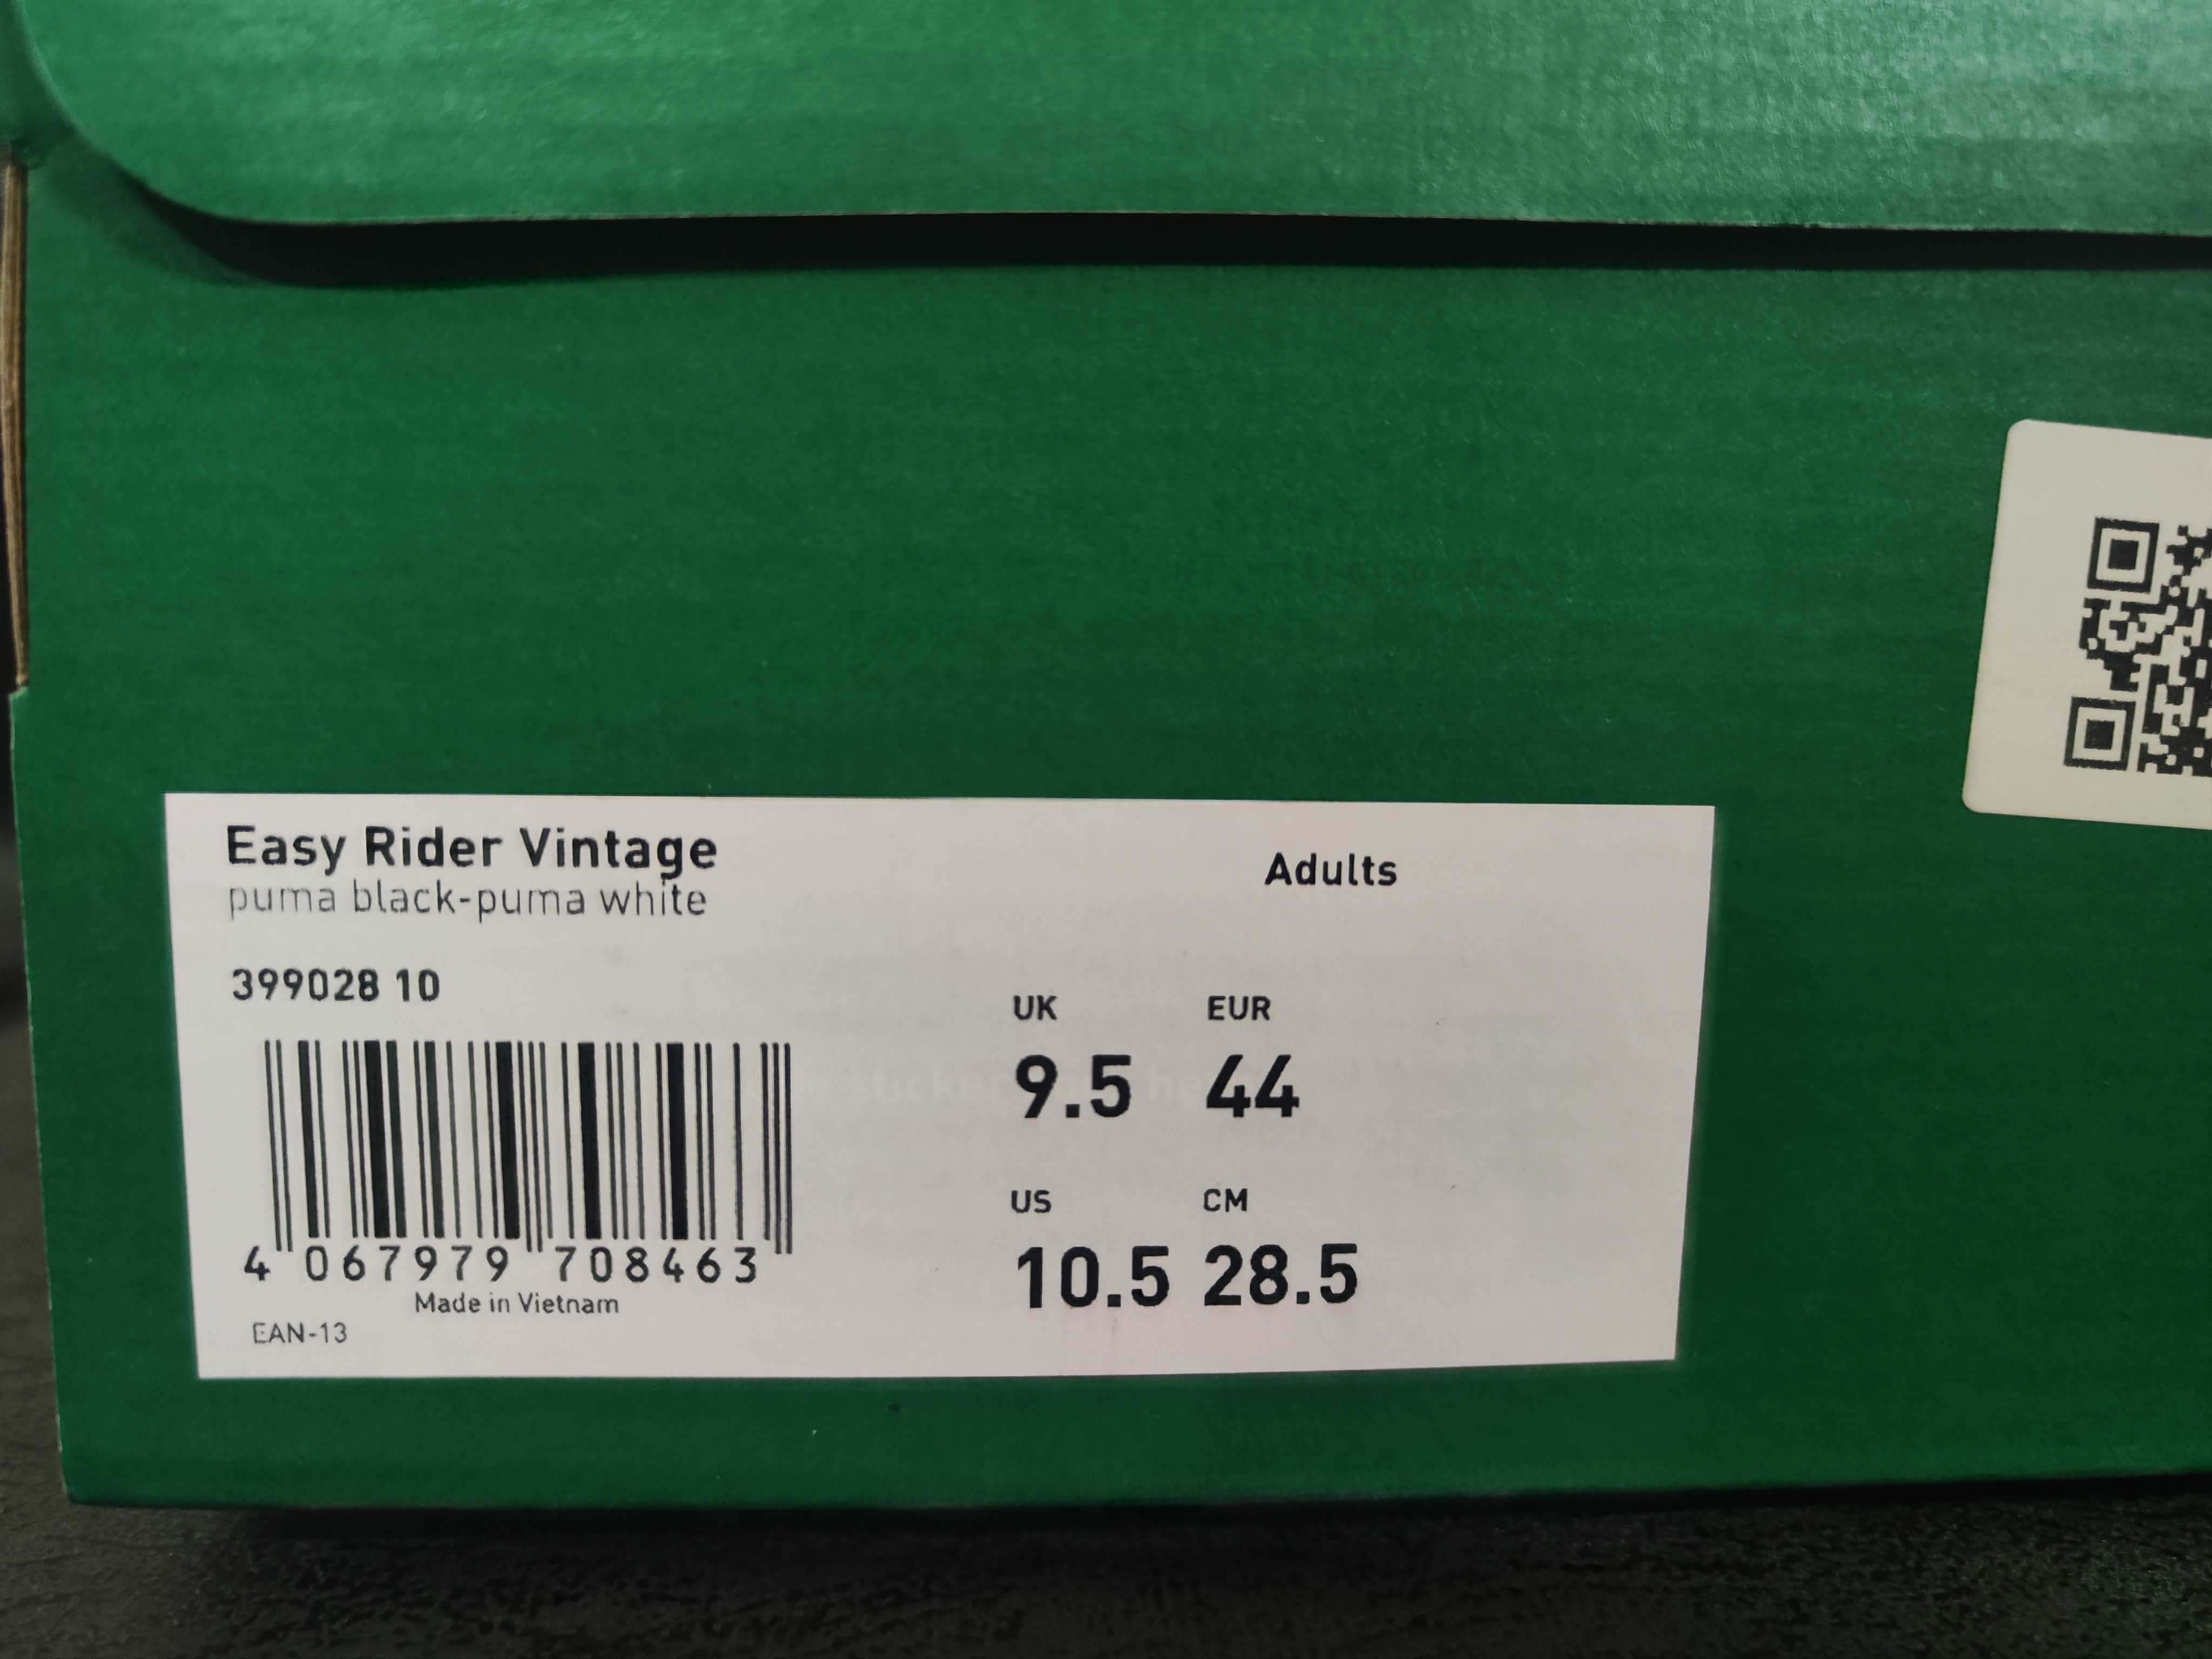 Easy Rider Vintage
puma black-puma white
Adults
399028 10
UK EUR
9.5 44
US CM
10.5 28.5
4 067979 708463
Made in Vietnam
EAN-13